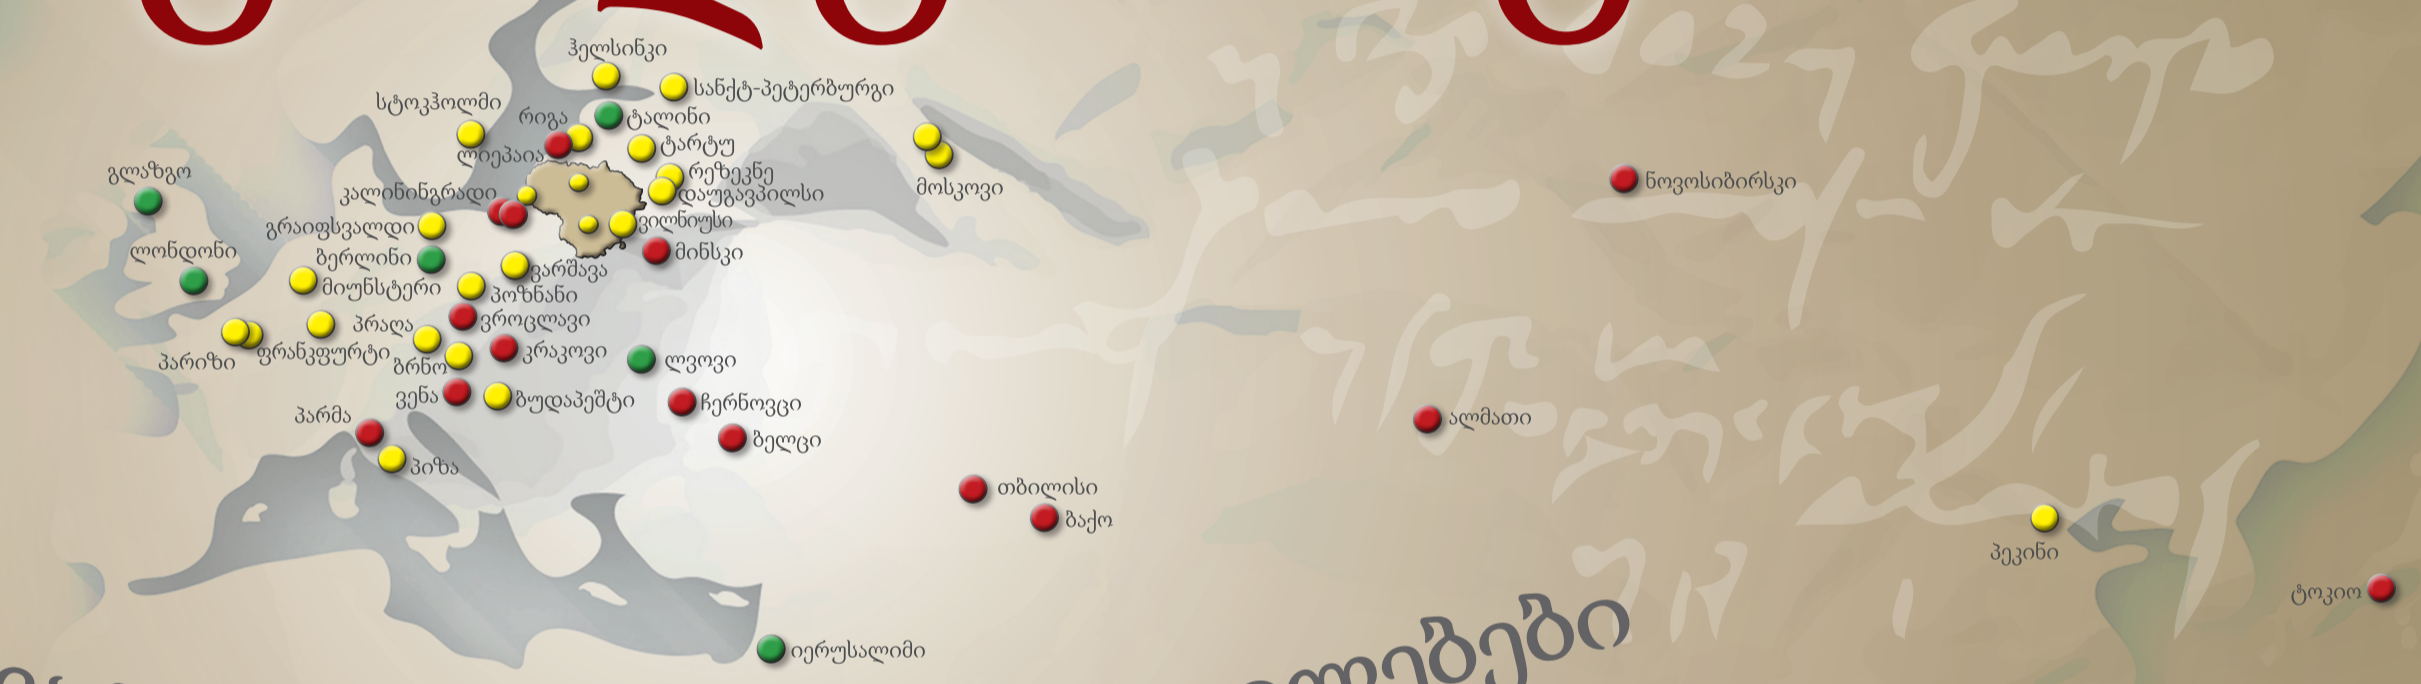 ჰელსინკი
სანქტ-პეტერბურგი
სტოკჰოლმი
რიგა
ტალინი
ტარტუ
ლიეპაია
გლაზგო
რეზეკნე
დაუგავპილსი
მოსკოვი
ნოვოსიბირსკი
კალინინგრადი
გრაიფსვალდი
ვილნიუსი
ლონდონი
ბერლინი
მინსკი
ვარშავა
მიუნსტერი
პოზნანი
პრაღა
ვროცლავი
პარიზი
ფრანკფურტი
კრაკოვი
ბრნო
ლვოვი
ვენა
ბუდაპეშტი
ჩერნოვცი
პარმა
ალმათი
ბელცი
პიზა
თბილისი
ბაქო
პეკინი
ტოკიო
იერუსალიმი